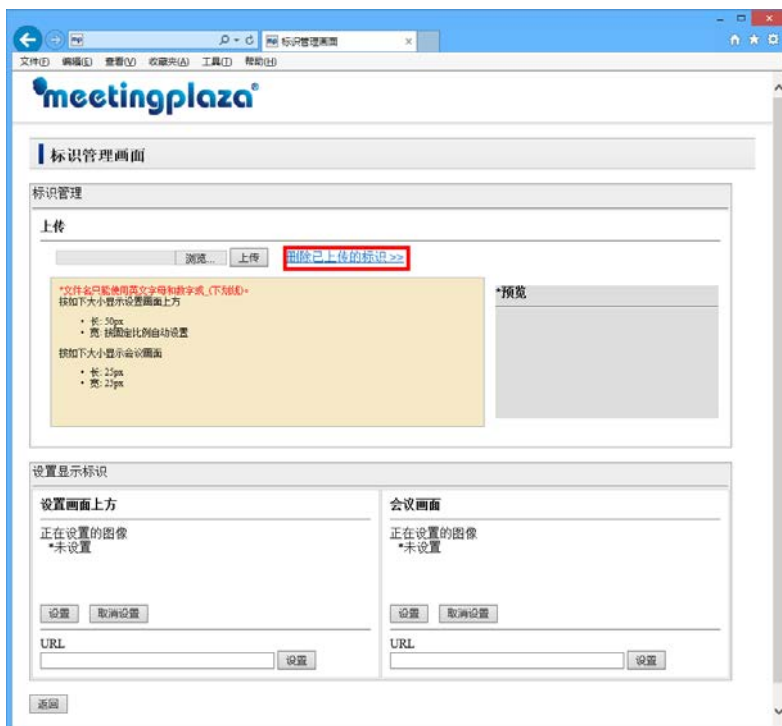 标识管理画面
文件(F) 编辑(E) 查看(V) 收藏夹(A) 工具(T) 帮助(H)
meetingplaza®
标识管理画面
标识管理
上传
浏览... 上传 删除已上传的标识 >>
*文件名只能使用英文字母和数字或_(下划线)。
按如下大小显示设置画面上方
• 长: 50px
• 宽: 按固定比例自动设置
按如下大小显示会议画面
• 长: 25px
• 宽: 25px
*预览
设置显示标识
设置画面上方
正在设置的图像
*未设置
设置 取消设置
URL
设置
会议画面
正在设置的图像
*未设置
设置 取消设置
URL
设置
返回